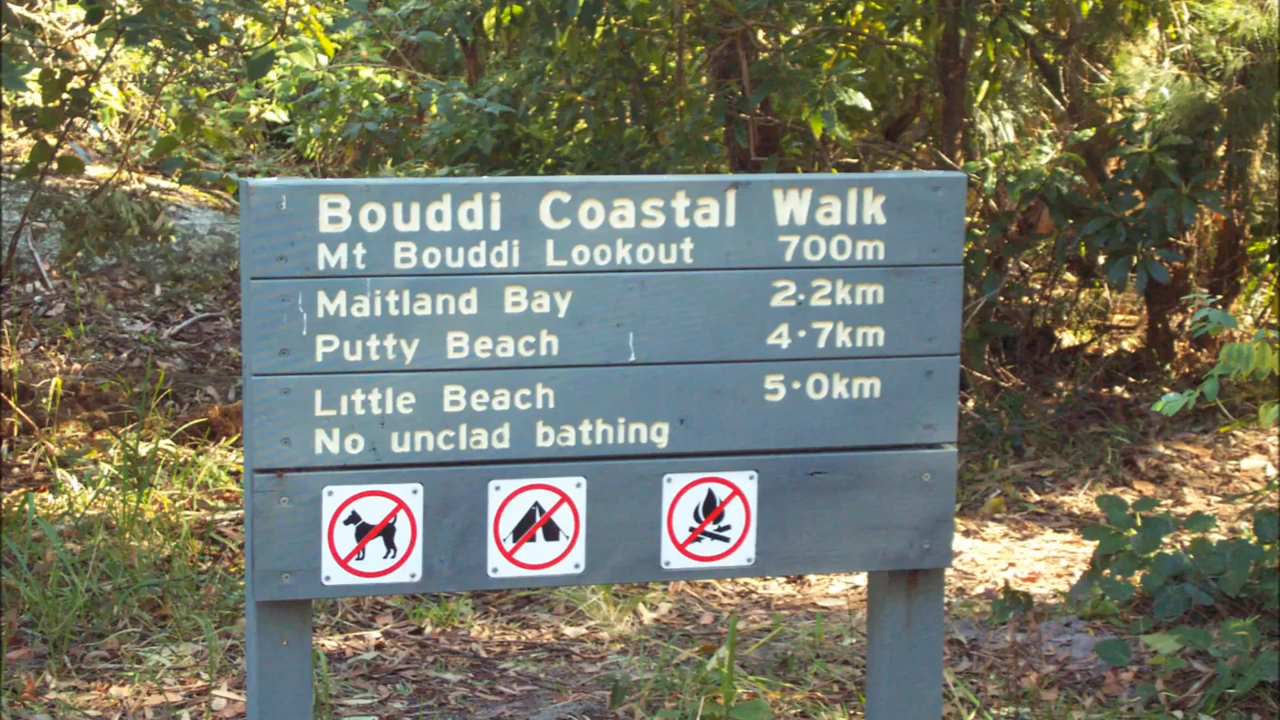 Bouddi Coastal Walk
Mt Bouddi Lookout 700m
Maitland Bay 2.2km
Putty Beach 4·7km
Little Beach 5·0km
No unclad bathing